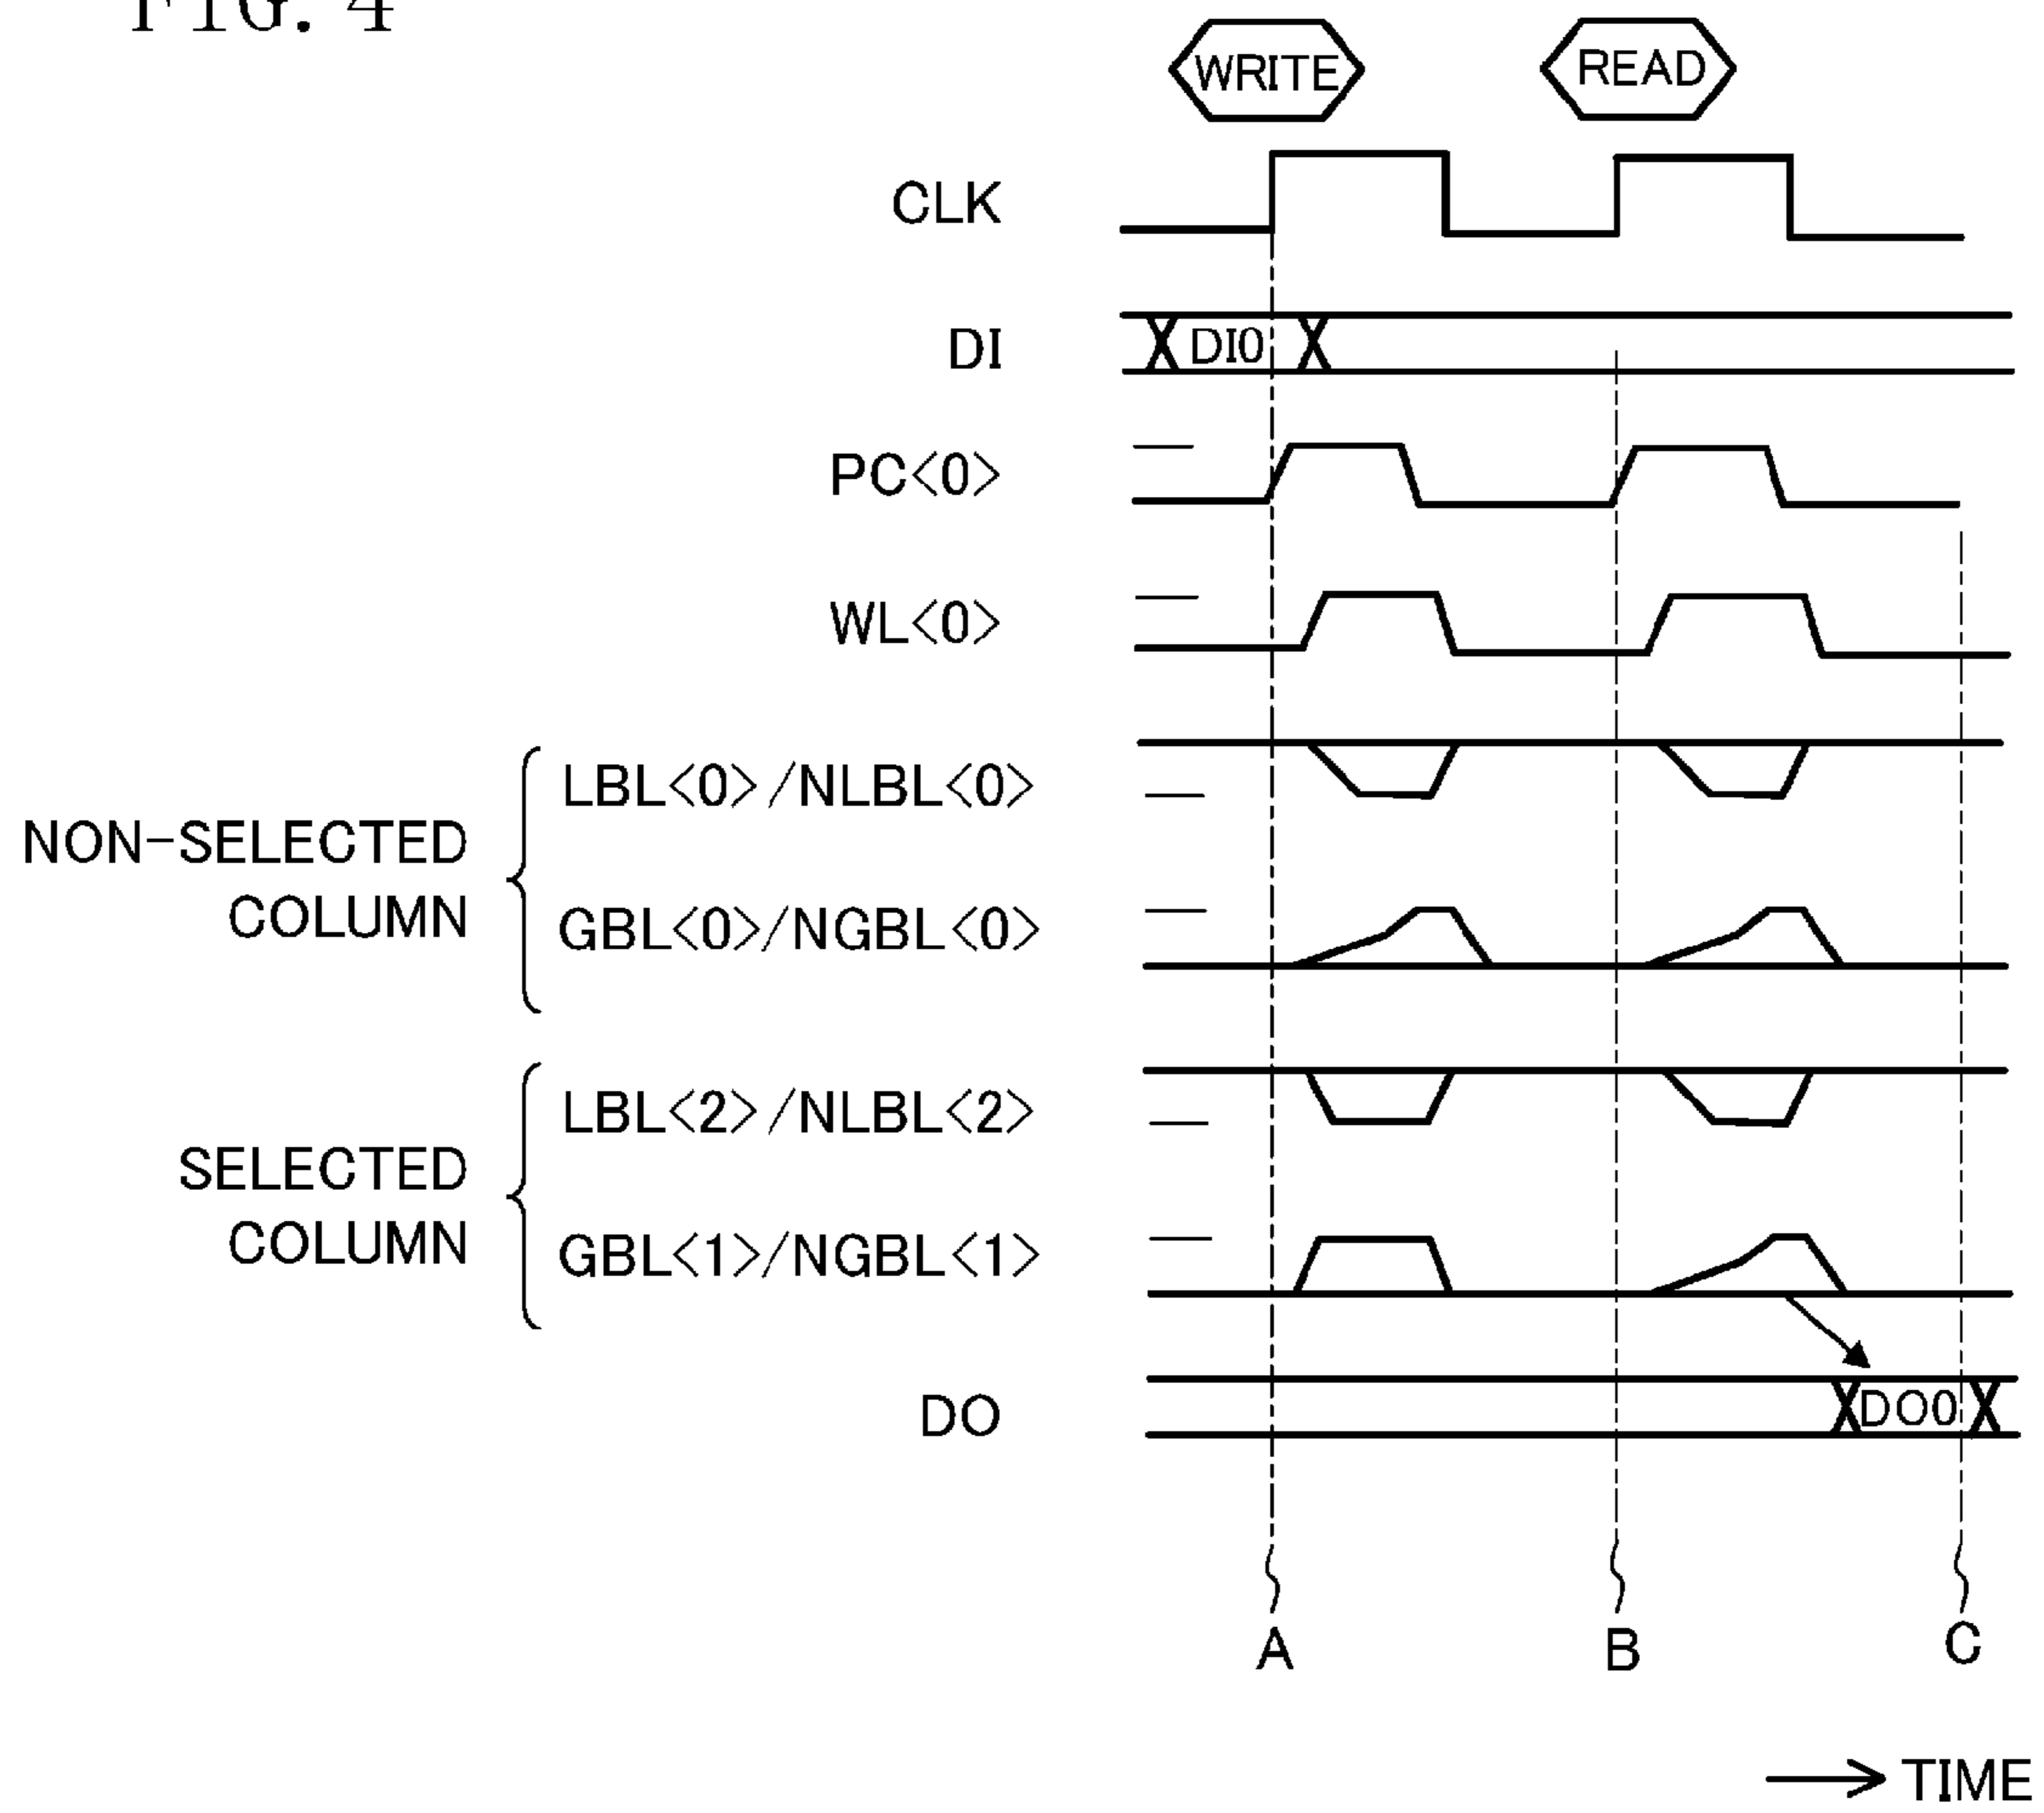 FIG. 4
WRITE READ
CLK
DI DI0
PC<0>
WL<0>
LBL<0>/NLBL<0>
NON-SELECTED
COLUMN
GBL<0>/NGBL<0>
LBL<2>/NLBL<2>
SELECTED
COLUMN
GBL<1>/NGBL<1>
DO DO0
A B C
TIME